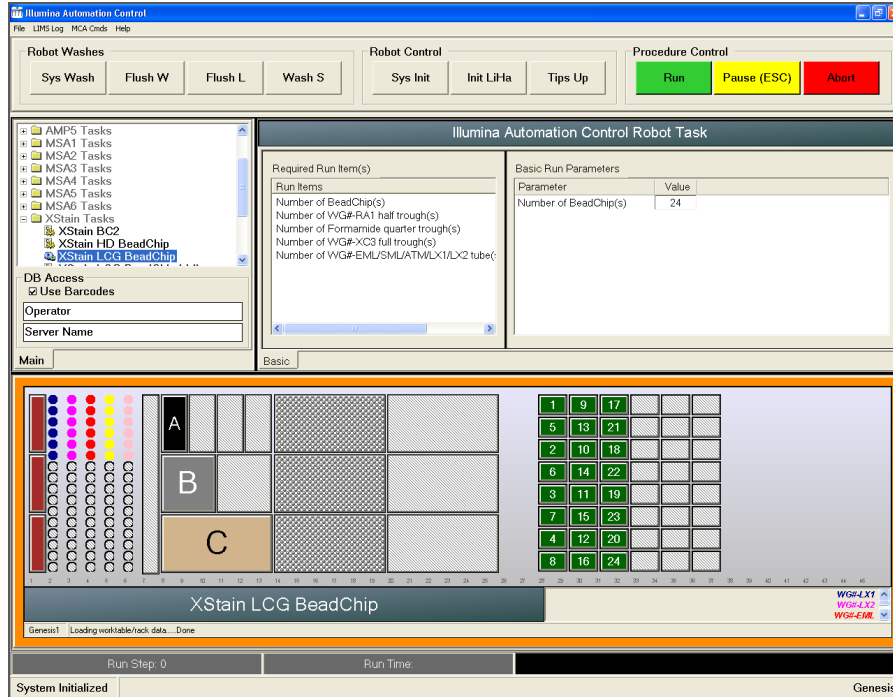 Illumina Automation Control
File LIMS Log MCA Cmds Help
Robot Washes
Sys Wash Flush W Flush L Wash S
Robot Control
Sys Init Init LiHa Tips Up
Procedure Control
Run Pause (ESC) Abort
AMP5 Tasks
MSA1 Tasks
MSA2 Tasks
MSA3 Tasks
MSA4 Tasks
MSA5 Tasks
MSA6 Tasks
XStain Tasks
XStain BC2
XStain HD BeadChip
XStain LCG BeadChip
DB Access
Use Barcodes
Operator
Server Name
Main
Illumina Automation Control Robot Task
Required Run Item(s)
Run Items
Number of BeadChip(s)
Number of WG#-RA1 half trough(s)
Number of Formamide quarter trough(s)
Number of WG#-XC3 full trough(s)
Number of WG#-EML/SML/ATM/LX1/LX2 tube(
Basic Run Parameters
Parameter Value
Number of BeadChip(s) 24
Basic
A
B
C
1 9 17
5 13 21
2 10 18
6 14 22
3 11 19
7 15 23
4 12 20
8 16 24
XStain LCG BeadChip
WG#-LX1
WG#-LX2
WG#-EML
Genesis1 Loading worktable/rack data....Done
Run Step: 0 Run Time:
System Initialized Genesis